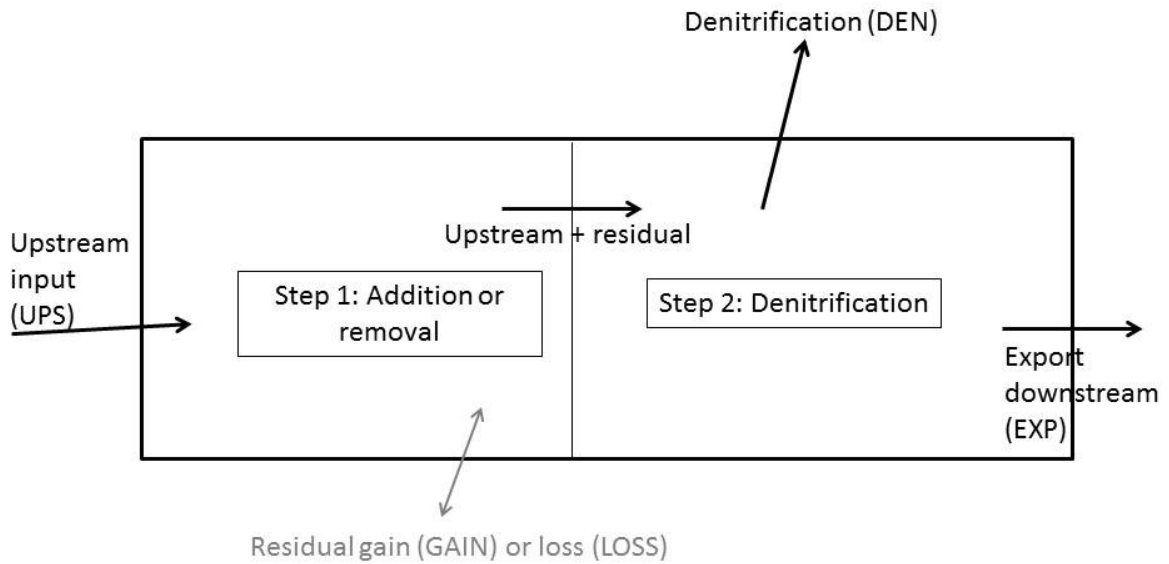 Denitrification (DEN)
Upstream
input
(UPS)
Upstream + residual
Step 1: Addition or
removal
Step 2: Denitrification
Export
downstream
(EXP)
Residual gain (GAIN) or loss (LOSS)